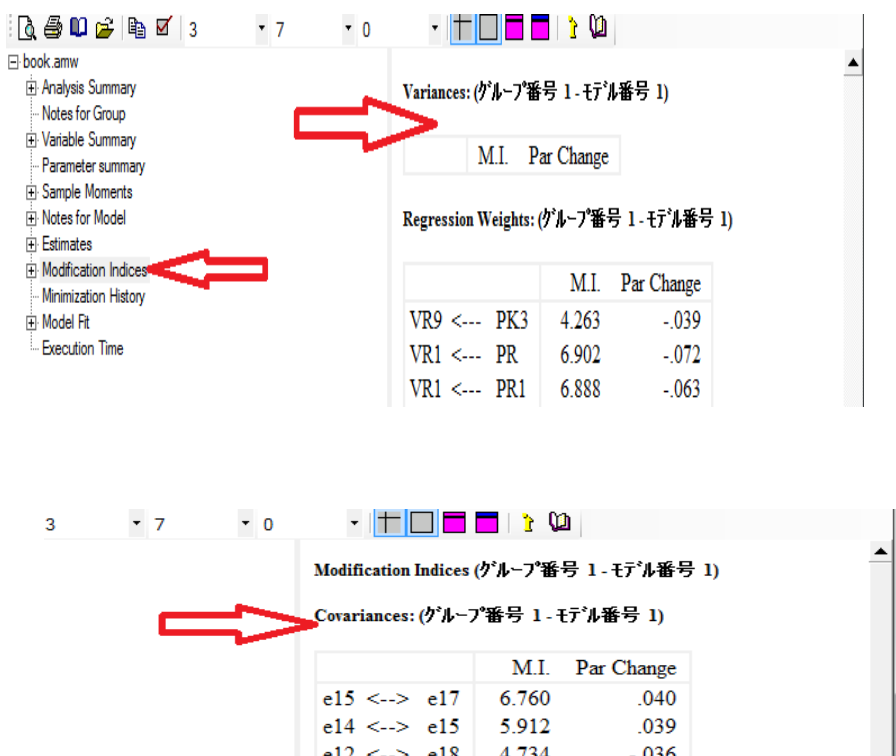 3 7 0
book.amw
Analysis Summary
Notes for Group
Variable Summary
Parameter summary
Sample Moments
Notes for Model
Estimates
Modification Indices
Minimization History
Model Fit
Execution Time
Variances: (ｸﾞﾙｰﾌﾟ番号 1 - ﾓﾃﾞﾙ番号 1)
M.I. Par Change
Regression Weights: (ｸﾞﾙｰﾌﾟ番号 1 - ﾓﾃﾞﾙ番号 1)
M.I. Par Change
VR9 <--- PK3 4.263 -.039
VR1 <--- PR 6.902 -.072
VR1 <--- PR1 6.888 -.063
3 7 0
Modification Indices (ｸﾞﾙｰﾌﾟ番号 1 - ﾓﾃﾞﾙ番号 1)
Covariances: (ｸﾞﾙｰﾌﾟ番号 1 - ﾓﾃﾞﾙ番号 1)
M.I. Par Change
e15 <--> e17 6.760 .040
e14 <--> e15 5.912 .039
e12 <--> e18 4.734 -.036